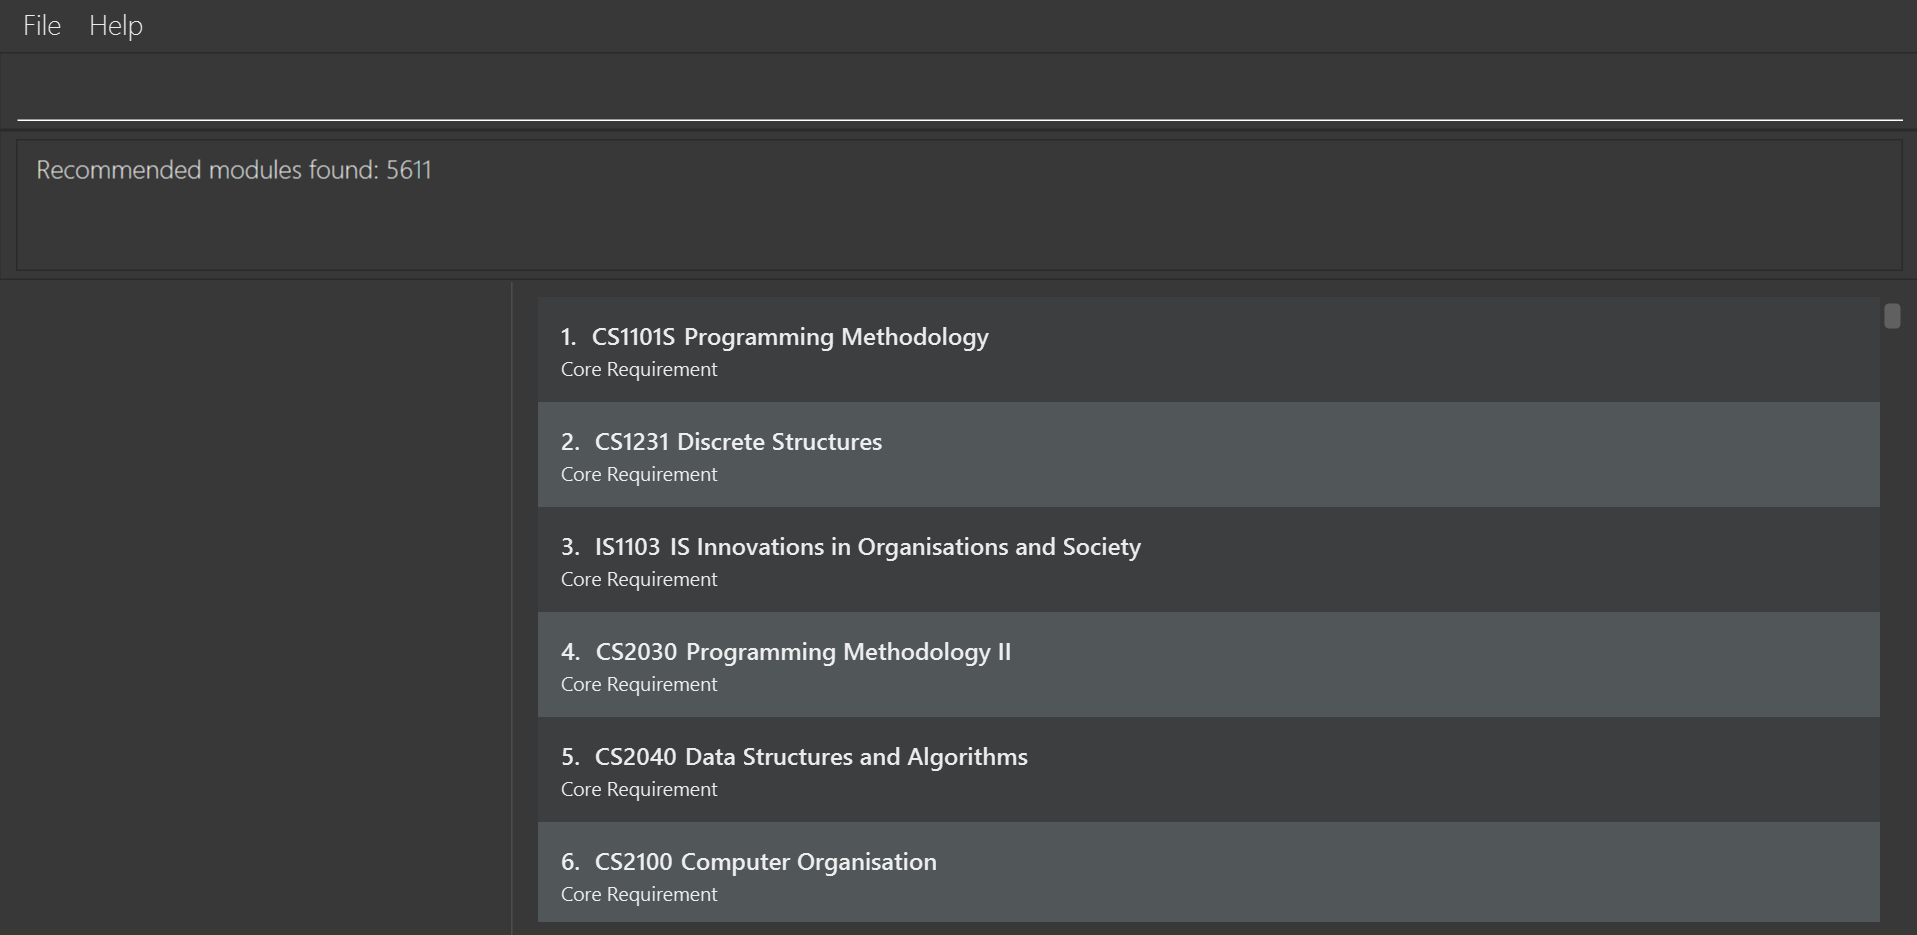 File Help
Recommended modules found: 5611
1. CS1101S Programming Methodology
Core Requirement
2. CS1231 Discrete Structures
Core Requirement
3. IS1103 IS Innovations in Organisations and Society
Core Requirement
4. CS2030 Programming Methodology II
Core Requirement
5. CS2040 Data Structures and Algorithms
Core Requirement
6. CS2100 Computer Organisation
Core Requirement